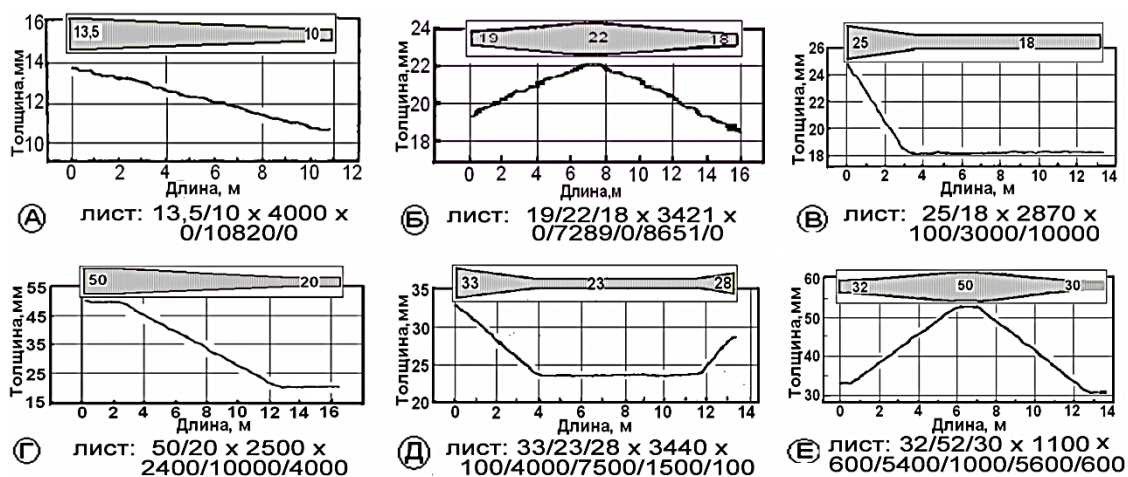 16
14
12
10
Толщина,мм
13,5 10
0 2 4 6 8 10 12
Длина, м
А лист: 13,5/10 х 4000 х
0/10820/0
24
22
20
18
Толщина,мм
19 22 18
0 2 4 6 8 10 12 14 16
Длина,м
Б лист: 19/22/18 х 3421 х
0/7289/0/8651/0
26
24
22
20
18
Толщина,мм
25 18
0 2 4 6 8 10 12 14
Длина, м
В лист: 25/18 х 2870 х
100/3000/10000
55
45
35
25
15
Толщина,мм
50 20
0 2 4 6 8 10 12 14 16
Длина, м
Г лист: 50/20 х 2500 х
2400/10000/4000
35
30
25
20
Толщина,мм
33 23 28
0 2 4 6 8 10 12 14
Длина, м
Д лист: 33/23/28 х 3440 х
100/4000/7500/1500/100
60
50
40
30
Толщина,мм
32 50 30
0 2 4 6 8 10 12 14
Длина, м
Е лист: 32/52/30 х 1100 х
600/5400/1000/5600/600